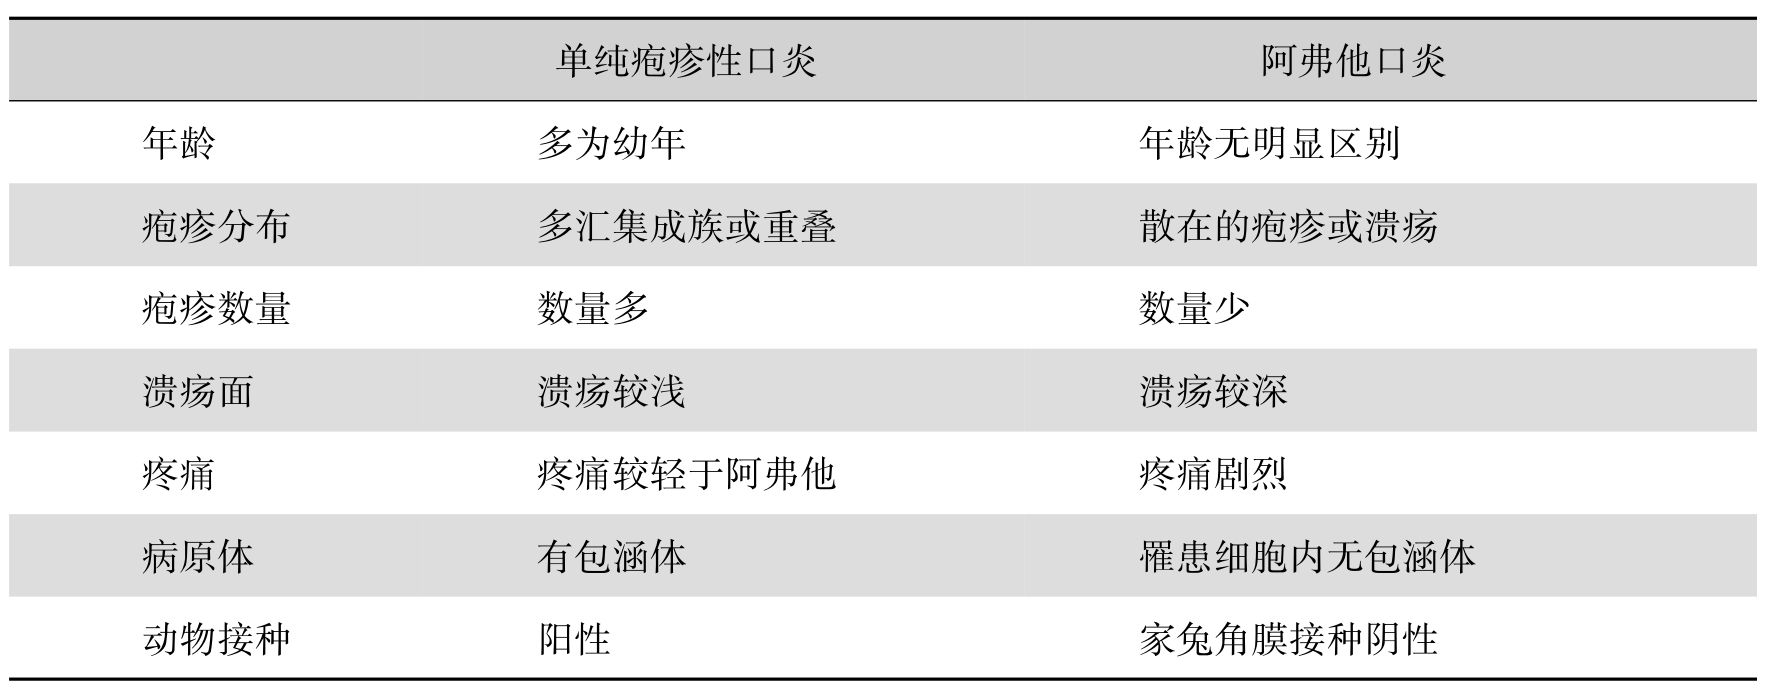 单纯疱疹性口炎 阿弗他口炎
年龄 多为幼年 年龄无明显区别
疱疹分布 多汇集成族或重叠 散在的疱疹或溃疡
疱疹数量 数量多 数量少
溃疡面 溃疡较浅 溃疡较深
疼痛 疼痛较轻于阿弗他 疼痛剧烈
病原体 有包涵体 罹患细胞内无包涵体
动物接种 阳性 家兔角膜接种阴性